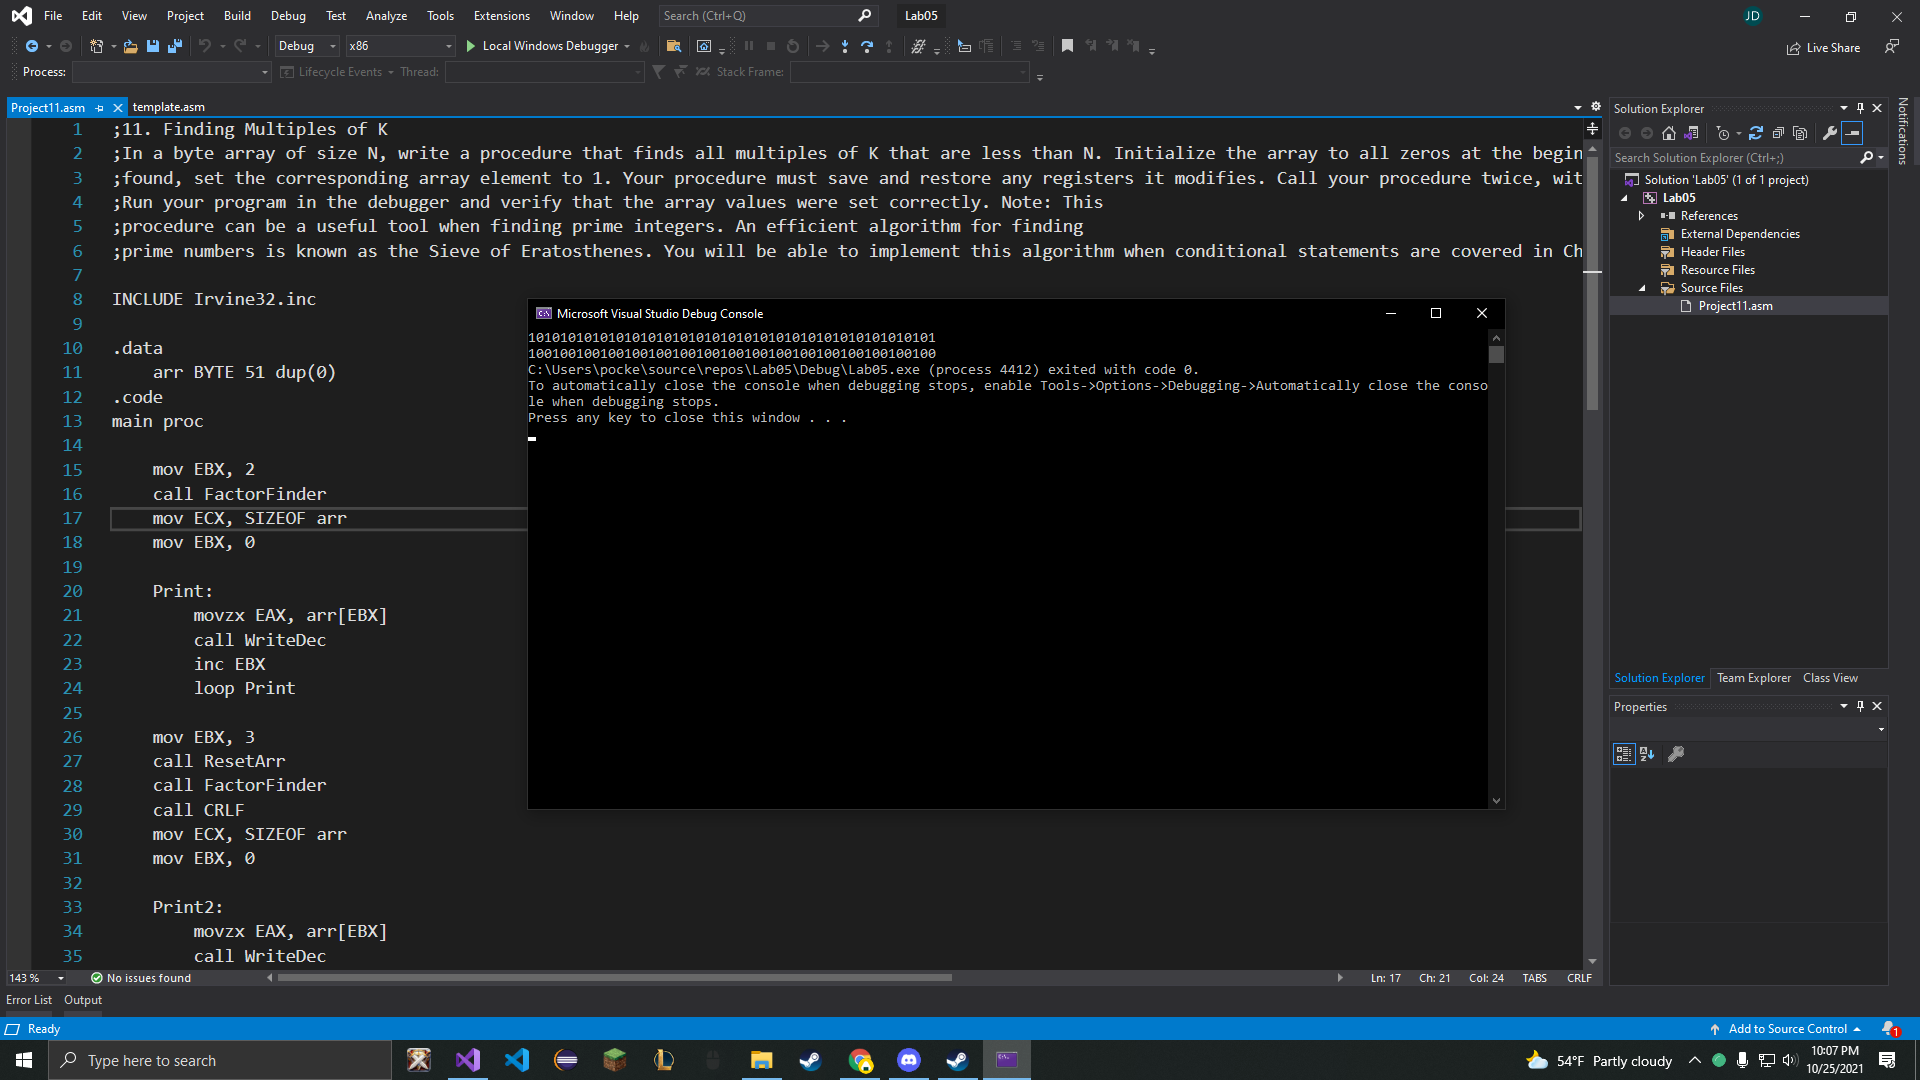 File Edit View Project Build Debug Test Analyze Tools Extensions Window Help Search (Ctrl+Q) Lab05 JD
Debug x86 Local Windows Debugger Live Share
Process: Lifecycle Events Thread: Stack Frame:
Project11.asm template.asm
1 ;11. Finding Multiples of K
2 ;In a byte array of size N, write a procedure that finds all multiples of K that are less than N. Initialize the array to all zeros at the begin
3 ;found, set the corresponding array element to 1. Your procedure must save and restore any registers it modifies. Call your procedure twice, wit
4 ;Run your program in the debugger and verify that the array values were set correctly. Note: This
5 ;procedure can be a useful tool when finding prime integers. An efficient algorithm for finding
6 ;prime numbers is known as the Sieve of Eratosthenes. You will be able to implement this algorithm when conditional statements are covered in Ch
7
8 INCLUDE Irvine32.inc
9
10 .data
11 arr BYTE 51 dup(0)
12 .code
13 main proc
14
15 mov EBX, 2
16 call FactorFinder
17 mov ECX, SIZEOF arr
18 mov EBX, 0
19
20 Print:
21 movzx EAX, arr[EBX]
22 call WriteDec
23 inc EBX
24 loop Print
25
26 mov EBX, 3
27 call ResetArr
28 call FactorFinder
29 call CRLF
30 mov ECX, SIZEOF arr
31 mov EBX, 0
32
33 Print2:
34 movzx EAX, arr[EBX]
35 call WriteDec
Microsoft Visual Studio Debug Console
101010101010101010101010101010101010101010101010101
100100100100100100100100100100100100100100100100100
C:\Users\pocke\source\repos\Lab05\Debug\Lab05.exe (process 4412) exited with code 0.
To automatically close the console when debugging stops, enable Tools->Options->Debugging->Automatically close the conso
le when debugging stops.
Press any key to close this window . . .
Solution Explorer
Search Solution Explorer (Ctrl+;)
Solution 'Lab05' (1 of 1 project)
Lab05
References
External Dependencies
Header Files
Resource Files
Source Files
Project11.asm
Solution Explorer Team Explorer Class View
Properties
Notifications
143 % No issues found Ln: 17 Ch: 21 Col: 24 TABS CRLF
Error List Output
Ready Add to Source Control 1
Type here to search 54°F Partly cloudy 10:07 PM
10/25/2021